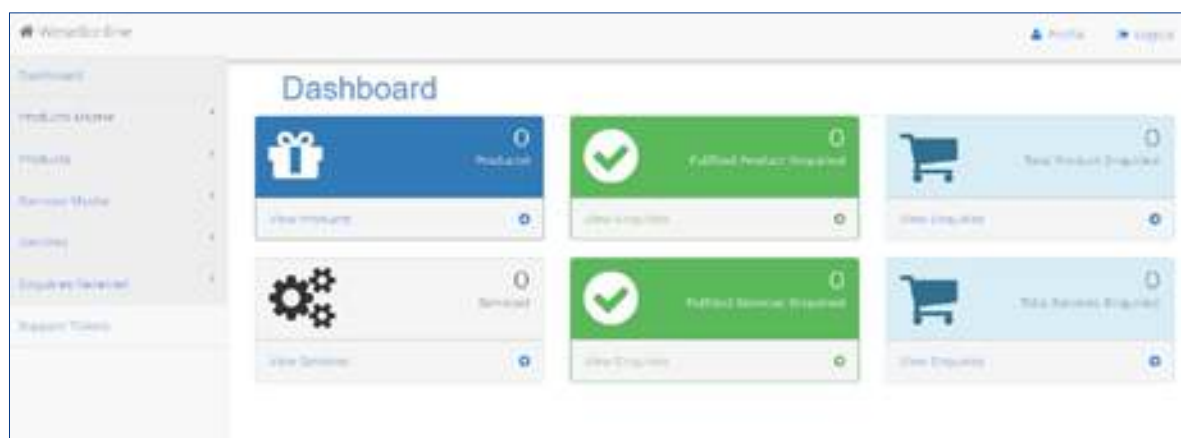 Profile Logout
Dashboard
Dashboard
Products
Services
Support Tickets
0
Products
View Products
0
Fulfilled Product Enquiries
View Enquiries
0
Total Product Enquiries
View Enquiries
0
Services
View Services
0
Fulfilled Services Enquiries
View Enquiries
0
Total Services Enquiries
View Enquiries